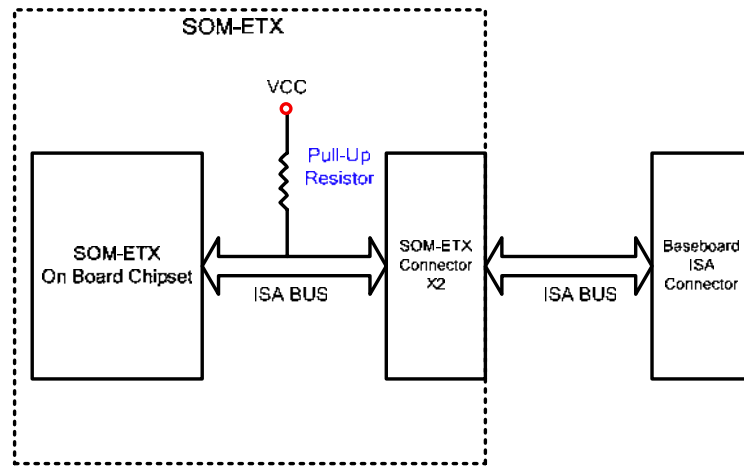 SOM-ETX
VCC
Pull-Up
Resistor
SOM-ETX
On Board Chipset
ISA BUS
SOM-ETX
Connector
X2
ISA BUS
Baseboard
ISA
Connector